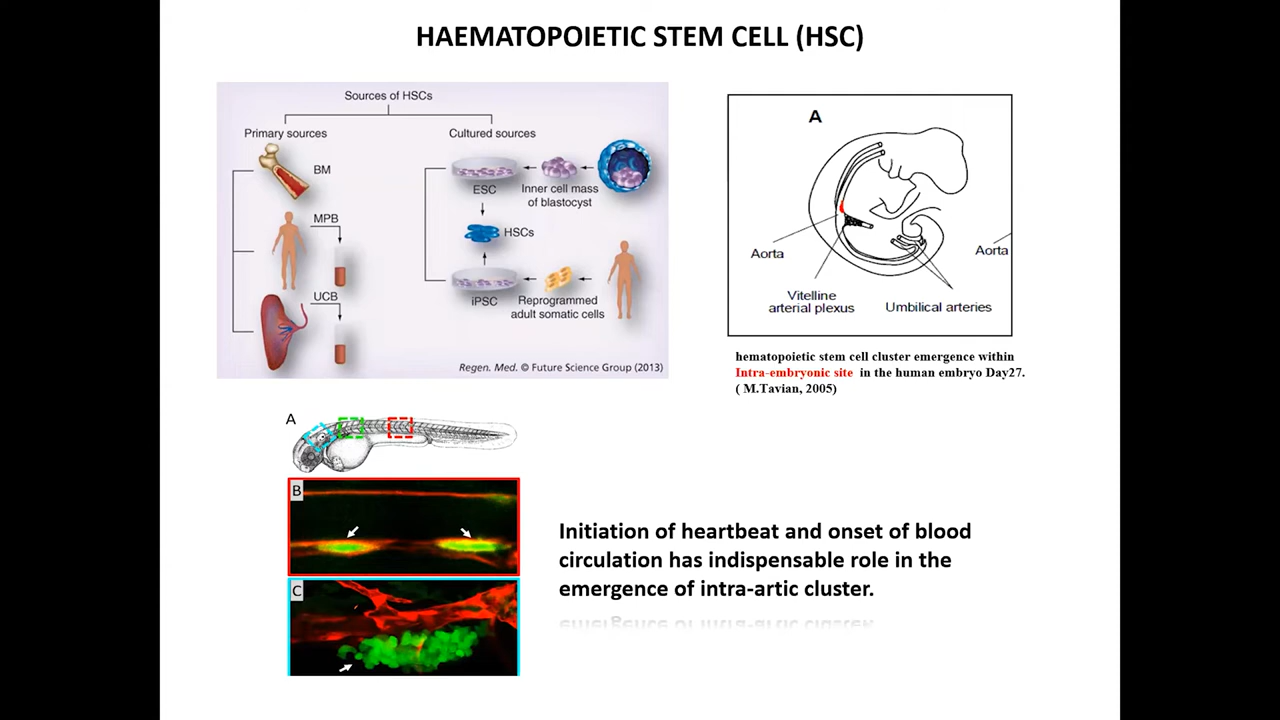 HAEMATOPOIETIC STEM CELL (HSC)
Sources of HSCs
Primary sources
BM
MPB
UCB
Cultured sources
ESC
Inner cell mass
of blastocyst
HSCs
iPSC
Reprogrammed
adult somatic cells
Regen. Med. © Future Science Group (2013)
A
Aorta
Aorta
Vitelline
arterial plexus
Umbilical arteries
hematopoietic stem cell cluster emergence within
Intra-embryonic site in the human embryo Day27.
( M.Tavian, 2005)
A
B
C
Initiation of heartbeat and onset of blood
circulation has indispensable role in the
emergence of intra-artic cluster.